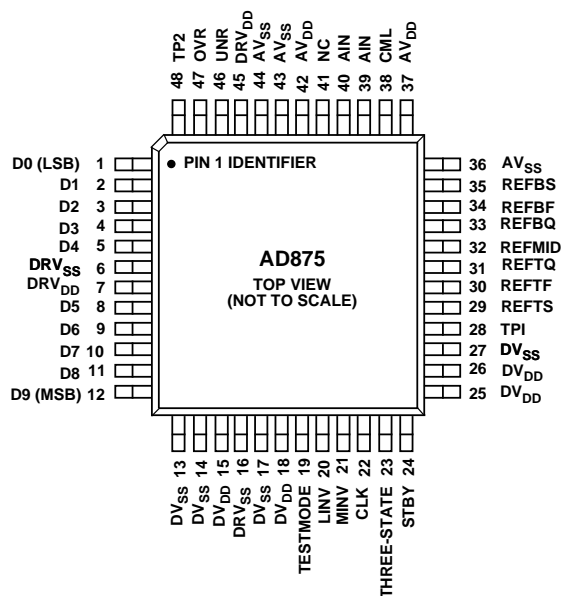 48 TP2
47 OVR
46 UNR
45 DRVDD
44 AVSS
43 AVSS
42 AVDD
41 NC
40 AIN
39 AIN
38 CML
37 AVDD
D0 (LSB) 1
D1 2
D2 3
D3 4
D4 5
DRVSS 6
DRVDD 7
D5 8
D6 9
D7 10
D8 11
D9 (MSB) 12
PIN 1 IDENTIFIER
AD875
TOP VIEW
(NOT TO SCALE)
36 AVSS
35 REFBS
34 REFBF
33 REFBQ
32 REFMID
31 REFTQ
30 REFTF
29 REFTS
28 TPI
27 DVSS
26 DVDD
25 DVDD
DVSS 13
DVSS 14
DVDD 15
DRVSS 16
DVSS 17
DVDD 18
TESTMODE 19
LINV 20
MINV 21
CLK 22
THREE-STATE 23
STBY 24